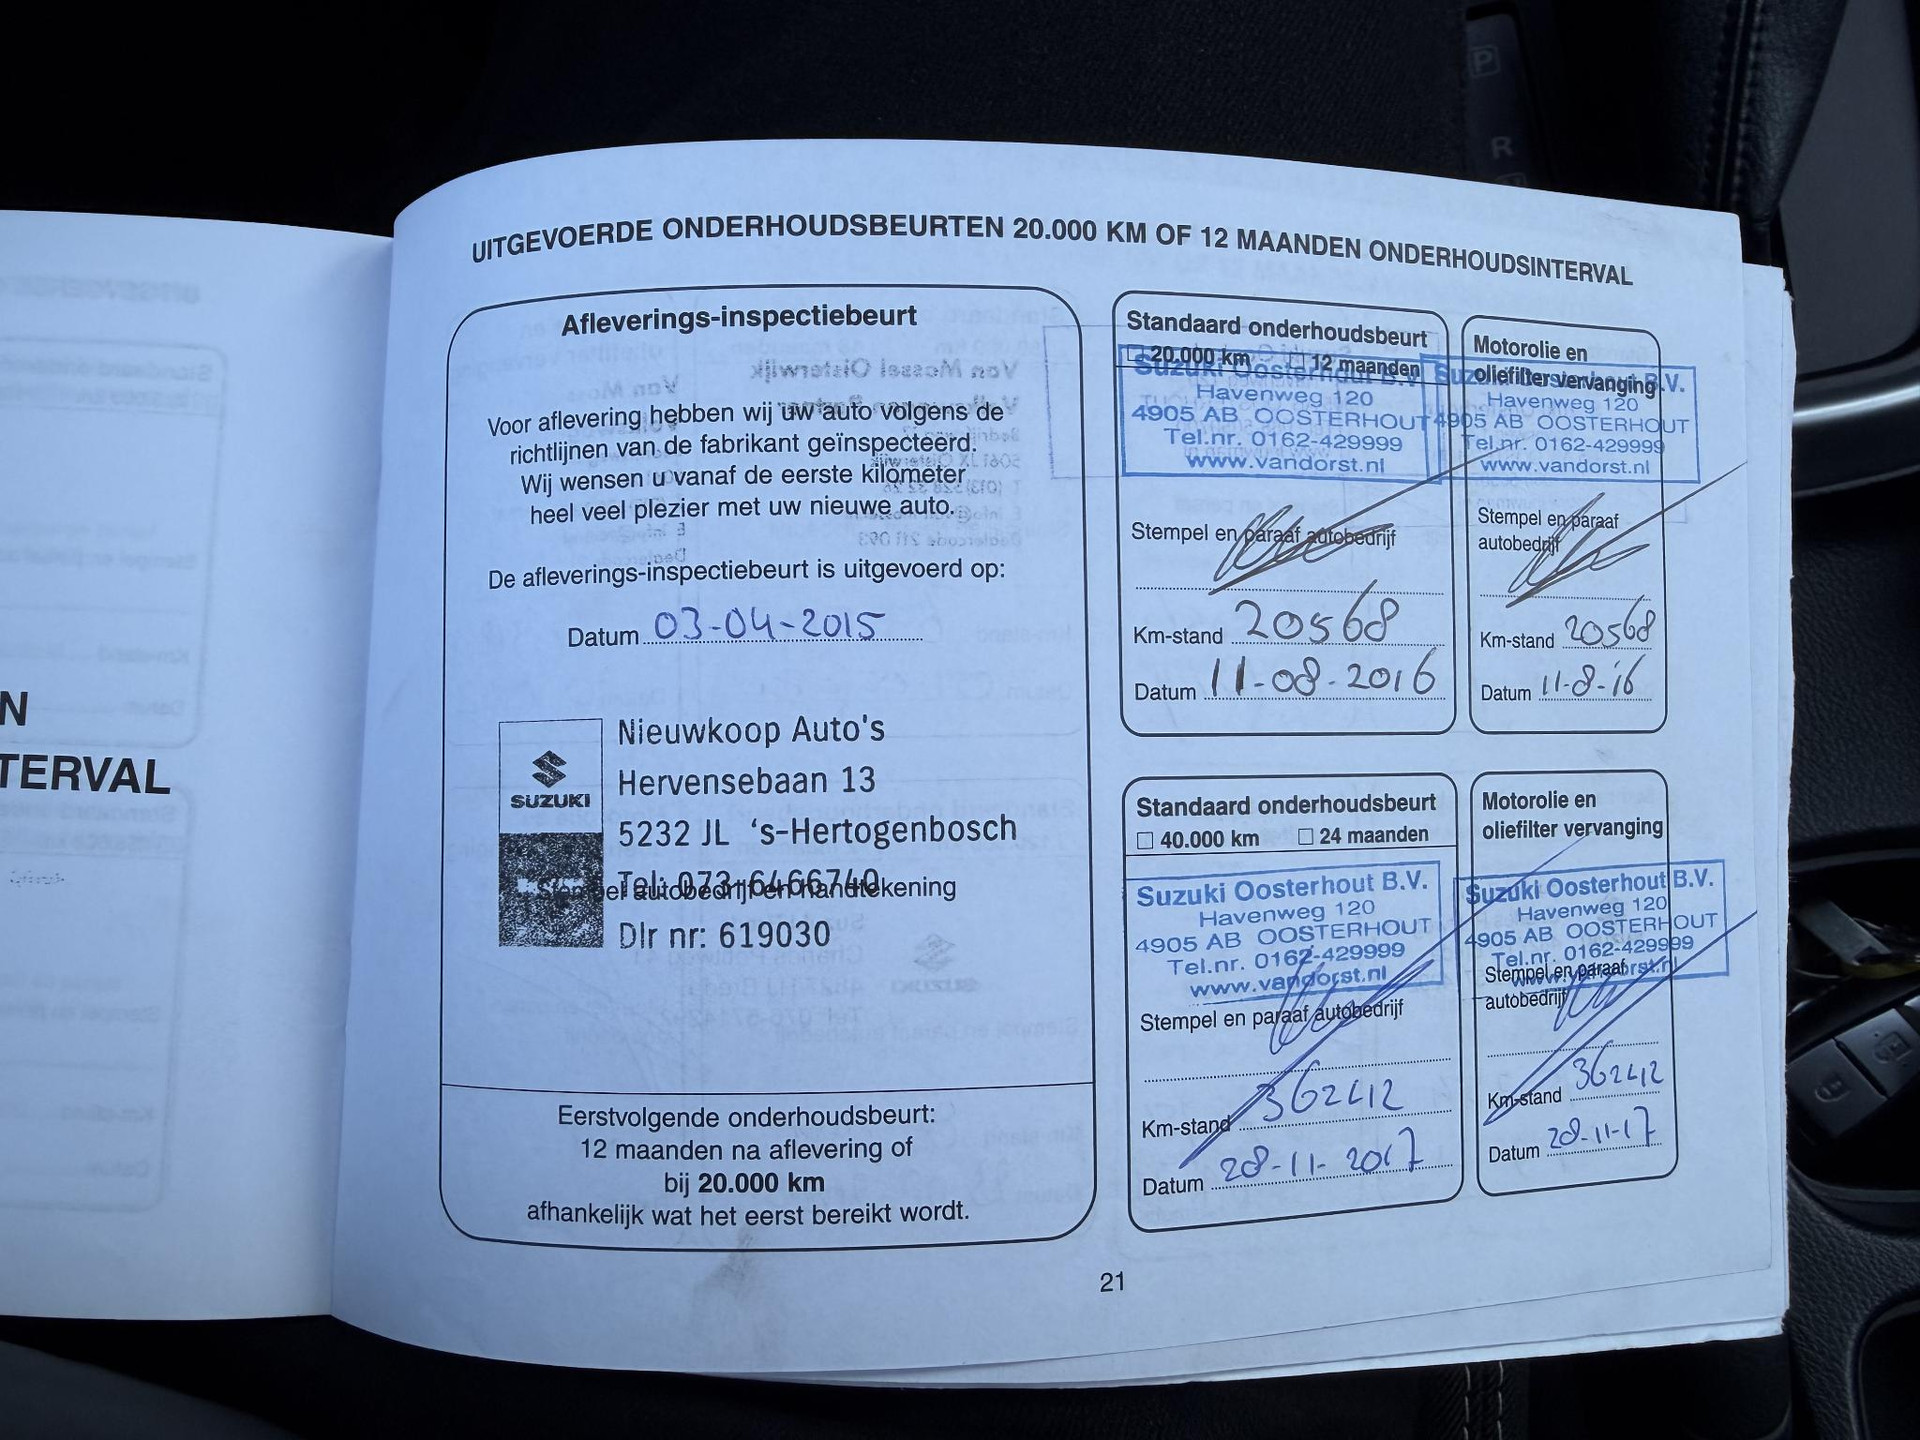 N
TERVAL
P
R
UITGEVOERDE ONDERHOUDSBEURTEN 20.000 KM OF 12 MAANDEN ONDERHOUDSINTERVAL
Afleverings-inspectiebeurt
Voor aflevering hebben wij uw auto volgens de
richtlijnen van de fabrikant geïnspecteerd.
Wij wensen u vanaf de eerste kilometer
heel veel plezier met uw nieuwe auto.
De afleverings-inspectiebeurt is uitgevoerd op:
Datum 03-04-2015
SUZUKI
Nieuwkoop Auto's
Hervensebaan 13
5232 JL 's-Hertogenbosch
Tel: 073-6466740
Stempel autobedrijf en handtekening
Dlr nr: 619030
Eerstvolgende onderhoudsbeurt:
12 maanden na aflevering of
bij 20.000 km
afhankelijk wat het eerst bereikt wordt.
Standaard onderhoudsbeurt
20.000 km 12 maanden
Suzuki Oosterhout B.V.
Havenweg 120
4905 AB OOSTERHOUT
Tel.nr. 0162-429999
www.vandorst.nl
Stempel en paraaf autobedrijf
Km-stand 20568
Datum 11-08-2016
Motorolie en
oliefilter vervanging
Suzuki Oosterhout B.V.
Havenweg 120
4905 AB OOSTERHOUT
Tel.nr. 0162-429999
www.vandorst.nl
Stempel en paraaf
autobedrijf
Km-stand 20568
Datum 11-8-16
Standaard onderhoudsbeurt
40.000 km 24 maanden
Suzuki Oosterhout B.V.
Havenweg 120
4905 AB OOSTERHOUT
Tel.nr. 0162-429999
www.vandorst.nl
Stempel en paraaf autobedrijf
Km-stand 36242
Datum 28-11-2017
Motorolie en
oliefilter vervanging
Suzuki Oosterhout B.V.
Havenweg 120
4905 AB OOSTERHOUT
Tel.nr. 0162-429999
www.vandorst.nl
Stempel en paraaf
autobedrijf
Km-stand 36242
Datum 28-11-17
21